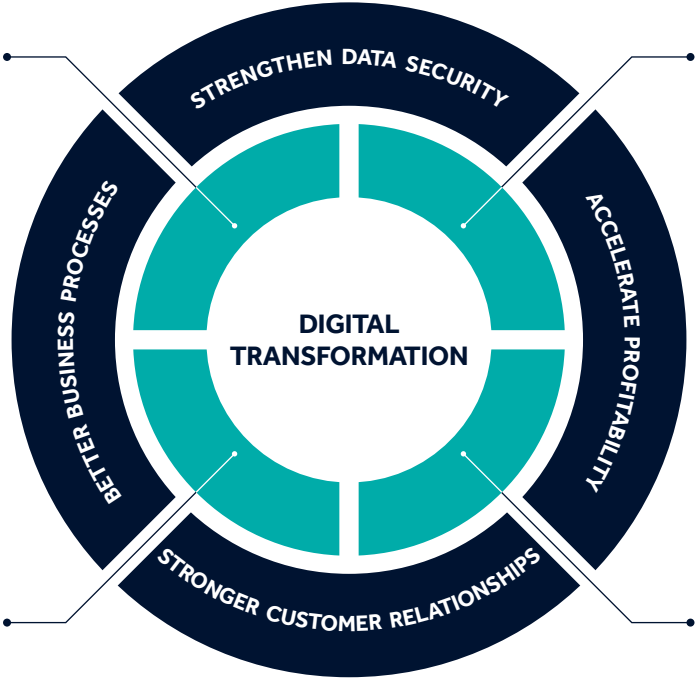 STRENGTHEN DATA SECURITY
ACCELERATE PROFITABILITY
BETTER BUSINESS PROCESSES
DIGITAL
TRANSFORMATION
STRONGER CUSTOMER RELATIONSHIPS